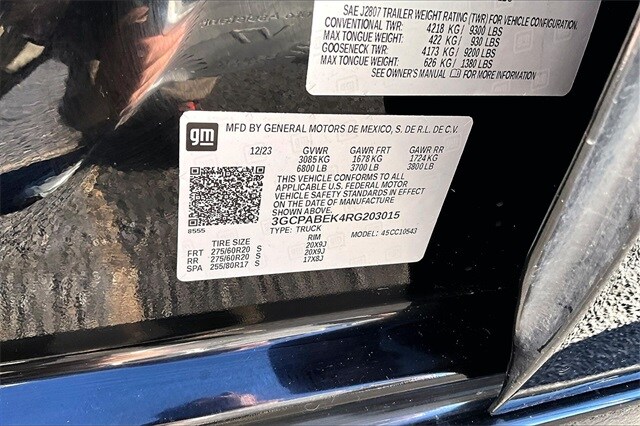 SAE J2807 TRAILER WEIGHT RATING (TWR) FOR VEHICLE CONFIGURATION.
CONVENTIONAL TWR: 4218 KG / 9300 LBS
MAX TONGUE WEIGHT: 422 KG / 930 LBS
GOOSENECK TWR: 4173 KG / 9200 LBS
MAX TONGUE WEIGHT: 626 KG / 1380 LBS
SEE OWNER'S MANUAL FOR MORE INFORMATION
gm MFD BY GENERAL MOTORS DE MEXICO, S. DE R.L. DE C.V.
12/23 GVWR GAWR FRT GAWR RR
3085 KG 1678 KG 1724 KG
6800 LB 3700 LB 3800 LB
THIS VEHICLE CONFORMS TO ALL
APPLICABLE U.S. FEDERAL MOTOR
VEHICLE SAFETY STANDARDS IN EFFECT
ON THE DATE OF MANUFACTURE
SHOWN ABOVE.
3GCPABEK4RG203015
8555 TYPE: TRUCK MODEL: 4SCC10543
TIRE SIZE RIM
FRT 275/60R20 S 20X9J
RR 275/60R20 S 20X9J
SPA 255/80R17 S 17X8J